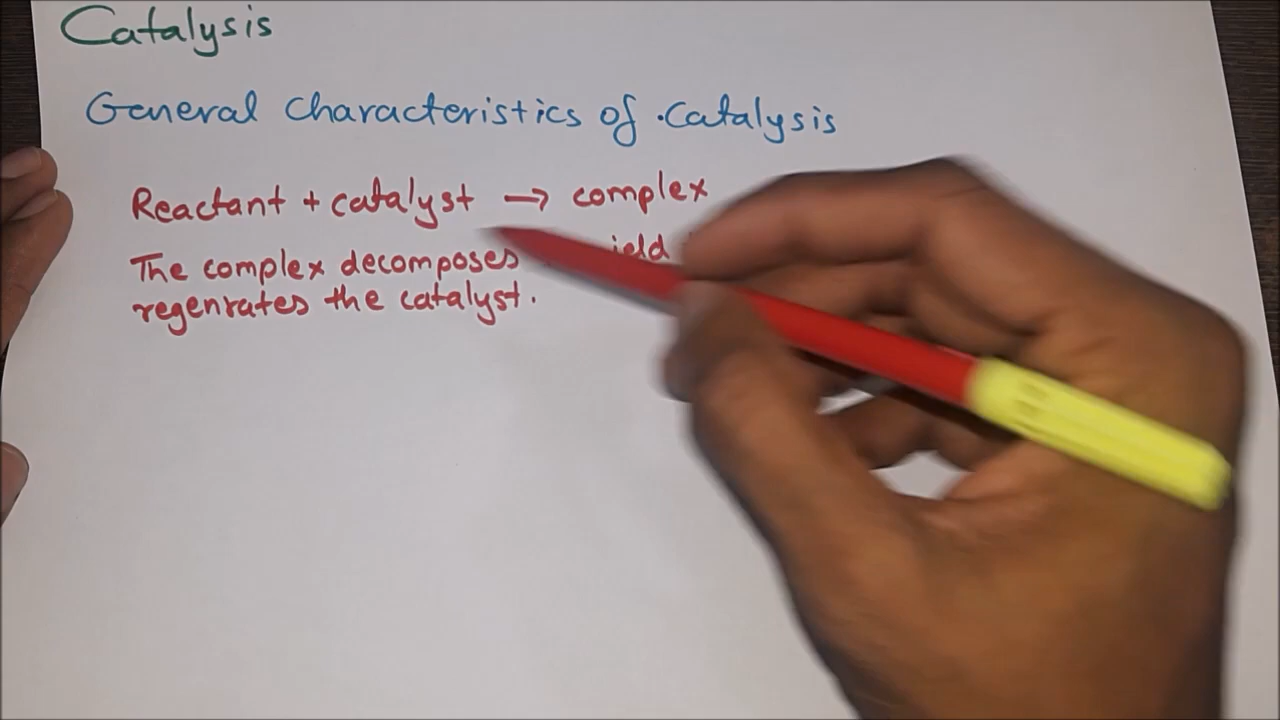 Catalysis
General characteristics of catalysis
Reactant + catalyst → complex
The complex decomposes
regenrates the catalyst.